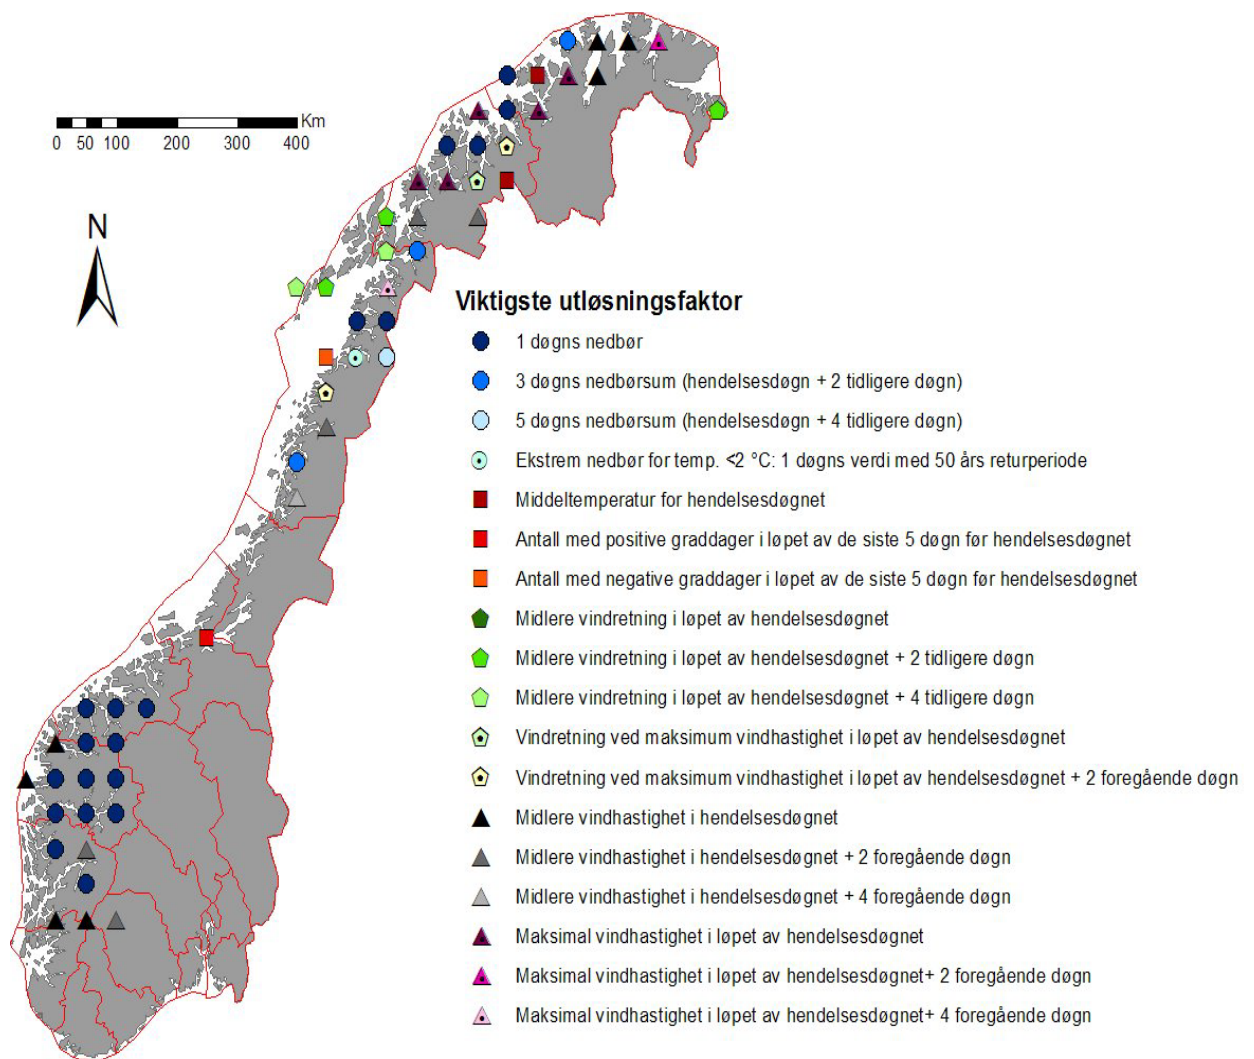 Km
0 50 100 200 300 400
N
Viktigste utløsningsfaktor
1 døgns nedbør
3 døgns nedbørsum (hendelsesdøgn + 2 tidligere døgn)
5 døgns nedbørsum (hendelsesdøgn + 4 tidligere døgn)
Ekstrem nedbør for temp. <2 °C: 1 døgns verdi med 50 års returperiode
Middeltemperatur for hendelsesdøgnet
Antall med positive graddager i løpet av de siste 5 døgn før hendelsesdøgnet
Antall med negative graddager i løpet av de siste 5 døgn før hendelsesdøgnet
Midlere vindretning i løpet av hendelsesdøgnet
Midlere vindretning i løpet av hendelsesdøgnet + 2 tidligere døgn
Midlere vindretning i løpet av hendelsesdøgnet + 4 tidligere døgn
Vindretning ved maksimum vindhastighet i løpet av hendelsesdøgnet
Vindretning ved maksimum vindhastighet i løpet av hendelsesdøgnet + 2 foregående døgn
Midlere vindhastighet i hendelsesdøgnet
Midlere vindhastighet i hendelsesdøgnet + 2 foregående døgn
Midlere vindhastighet i hendelsesdøgnet + 4 foregående døgn
Maksimal vindhastighet i løpet av hendelsesdøgnet
Maksimal vindhastighet i løpet av hendelsesdøgnet+ 2 foregående døgn
Maksimal vindhastighet i løpet av hendelsesdøgnet+ 4 foregående døgn